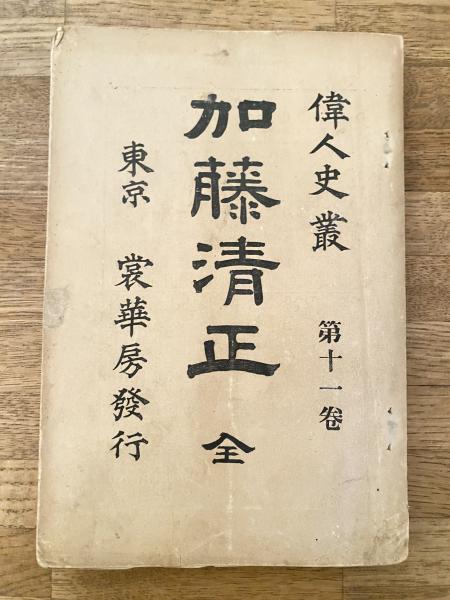 偉人史叢 第十一卷
加藤清正 全
東京 裳華房發行